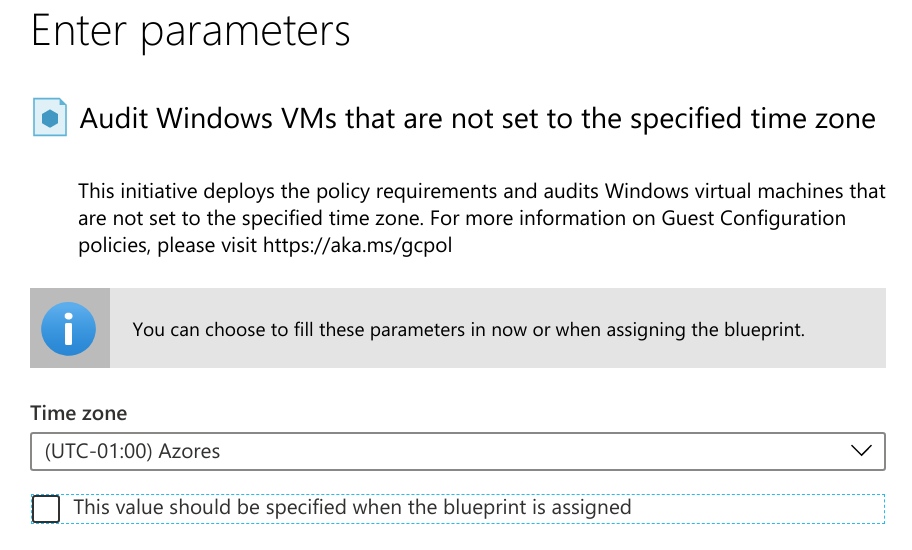 Enter parameters
Audit Windows VMs that are not set to the specified time zone
This initiative deploys the policy requirements and audits Windows virtual machines that
are not set to the specified time zone. For more information on Guest Configuration
policies, please visit https://aka.ms/gcpol
You can choose to fill these parameters in now or when assigning the blueprint.
Time zone
(UTC-01:00) Azores
This value should be specified when the blueprint is assigned